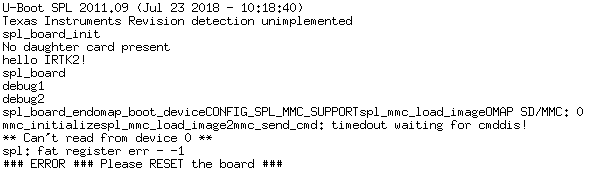 U-Boot SPL 2011.09 (Jul 23 2018 - 10:18:40)
Texas Instruments Revision detection unimplemented
spl_board_init
No daughter card present
hello IRTK2!
spl_board
debug1
debug2
spl_board_endomap_boot_deviceCONFIG_SPL_MMC_SUPPORTspl_mmc_load_imageOMAP SD/MMC: 0
mmc_initializespl_mmc_load_image2mmc_send_cmd: timedout waiting for cmddis!
** Can't read from device 0 **
spl: fat register err - -1
### ERROR ### Please RESET the board ###